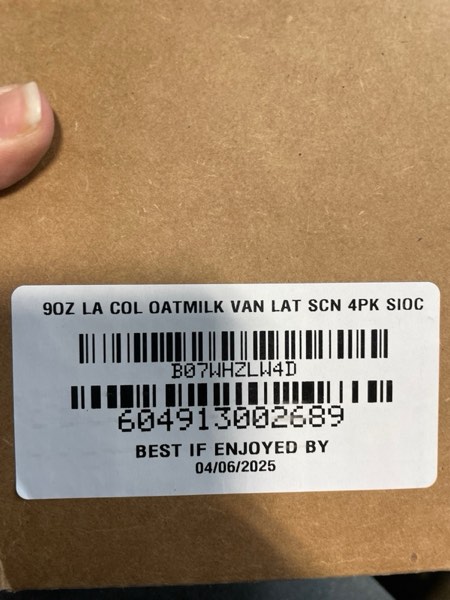 9OZ LA COL OATMILK VAN LAT SCN 4PK SIOC
B07WHZLW4D
604913002689
BEST IF ENJOYED BY
04/06/2025